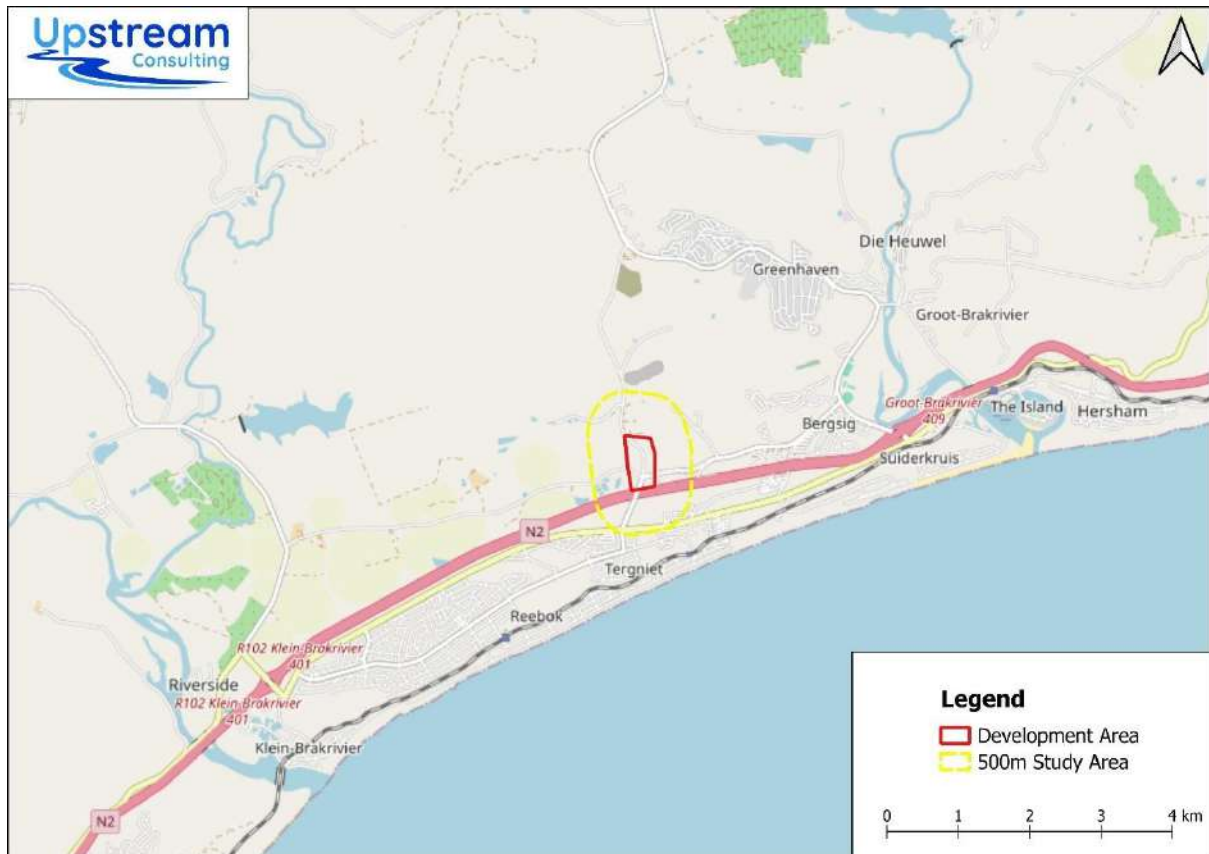 Upstream
Consulting
Die Heuwel
Greenhaven
Groot-Brakrivier
Groot-Brakrivier
409
The Island
Hersham
Bergsig
Suiderkruis
N2
Tergniet
Reebok
R102 Klein-Brakrivier
401
Riverside
R102 Klein-Brakrivier
401
Klein-Brakrivier
N2
Legend
Development Area
500m Study Area
0 1 2 3 4 km